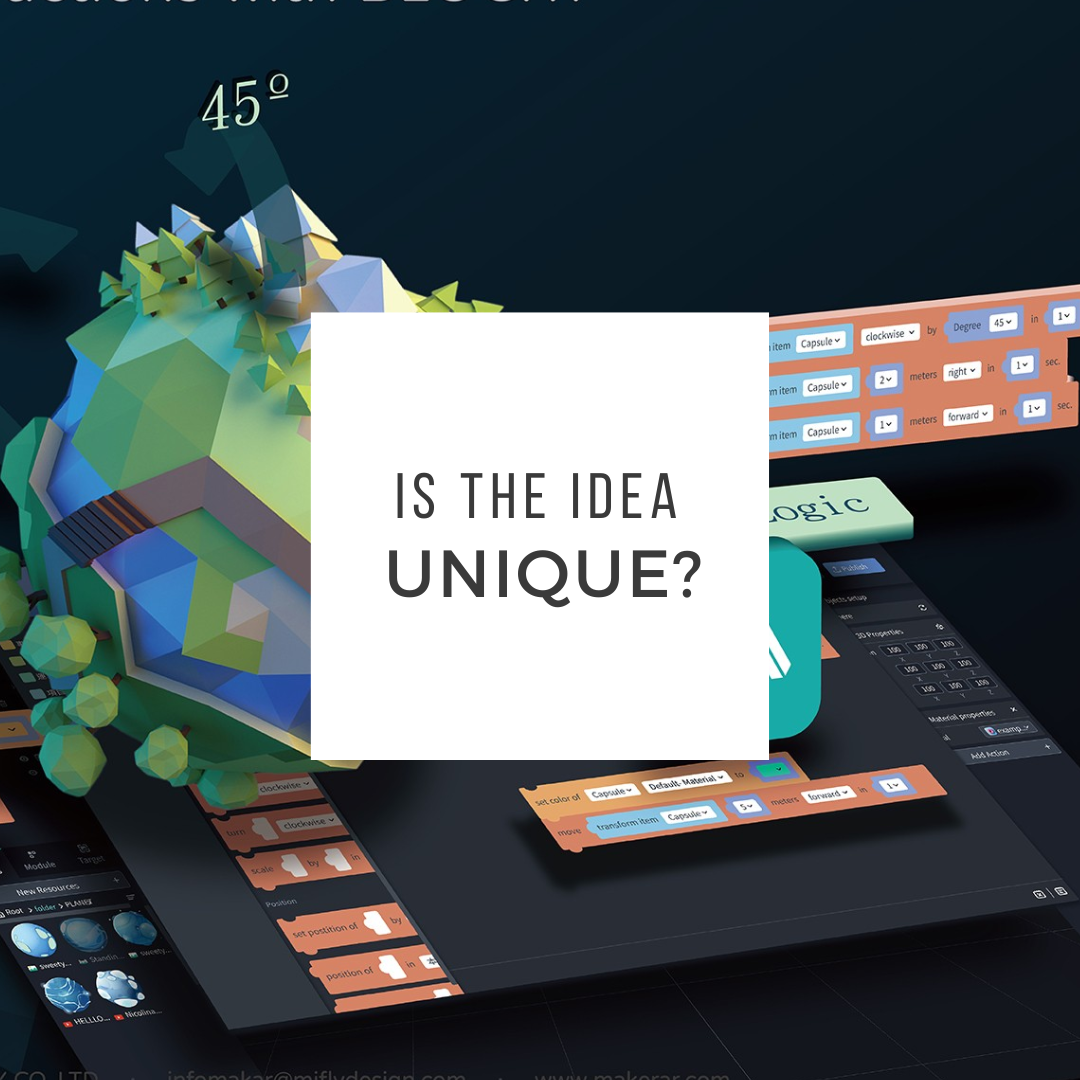 with
45º
item Capsule clockwise by Degree 45 in 1
item Capsule 2 meters right in 1 sec.
item Capsule 1 meters forward in 1 sec.
Logic
IS THE IDEA
UNIQUE?
Publish
3D Properties
100 100 100
X Y Z
100 100 100
X Y Z
100 100 100
X Y Z
Material properties
examp...
Add Action +
set color of Capsule Default-Material to
move transform item Capsule 5 meters forward in 1
clockwise
turn clockwise
scale by in
Position
set postition of by
position of in
Module
Target
New Resources +
Root > folder > PLANET
sweety...
Standin...
sweety...
HELLLO...
Nicolina...
CO.,LTD. · infomakar@miflydesign.com · www.makerar.com